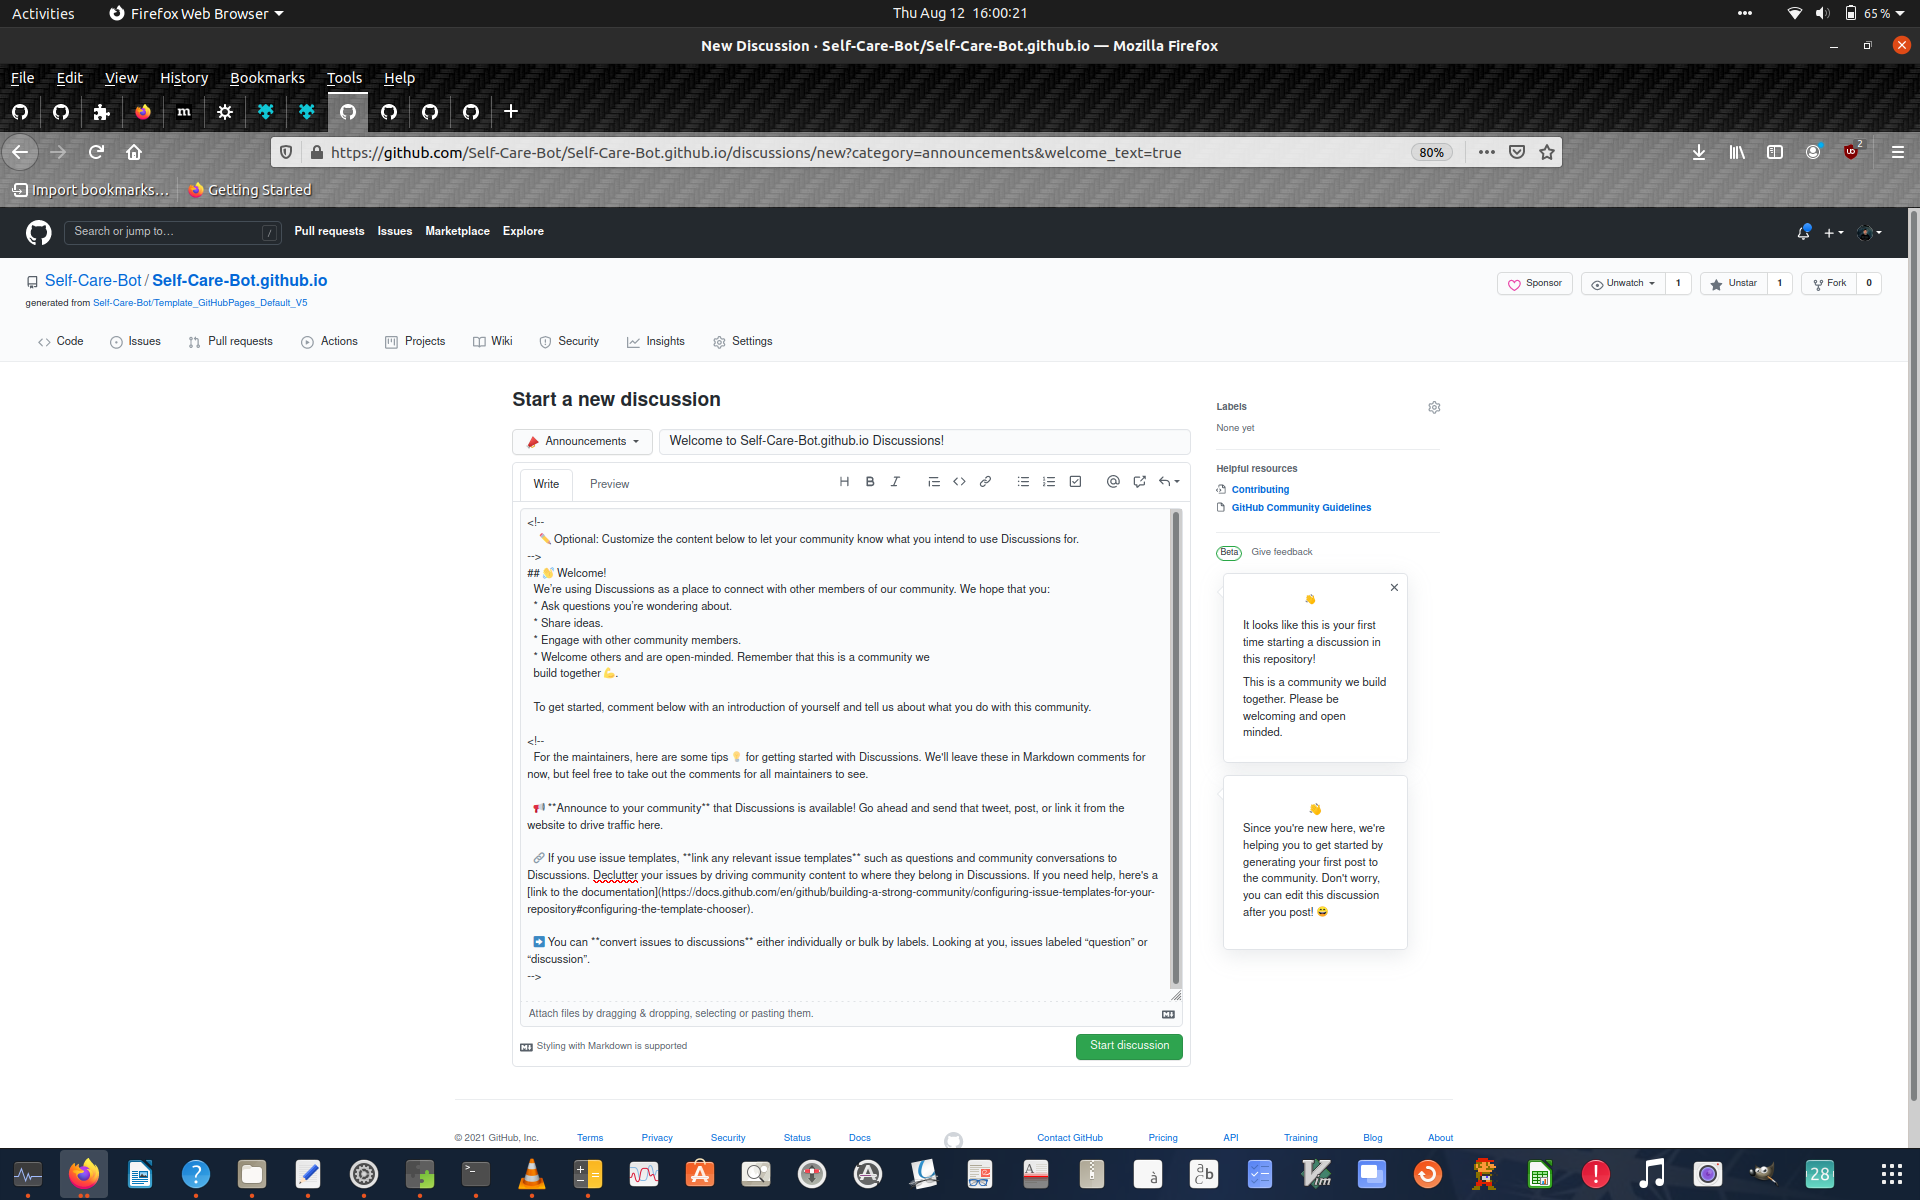 Activities
Firefox Web Browser
Thu Aug 12 16:00:21
65 %
New Discussion · Self-Care-Bot/Self-Care-Bot.github.io — Mozilla Firefox
File Edit View History Bookmarks Tools Help
https://github.com/Self-Care-Bot/Self-Care-Bot.github.io/discussions/new?category=announcements&welcome_text=true
80%
2
Import bookmarks...
Getting Started
Search or jump to...
/
Pull requests Issues Marketplace Explore
Self-Care-Bot / Self-Care-Bot.github.io
generated from Self-Care-Bot/Template_GitHubPages_Default_V5
Sponsor
Unwatch 1
Unstar 1
Fork 0
Code Issues Pull requests Actions Projects Wiki Security Insights Settings
Start a new discussion
Announcements
Welcome to Self-Care-Bot.github.io Discussions!
Write Preview
<!--
✏️ Optional: Customize the content below to let your community know what you intend to use Discussions for.
-->
## 👋 Welcome!
We’re using Discussions as a place to connect with other members of our community. We hope that you:
* Ask questions you’re wondering about.
* Share ideas.
* Engage with other community members.
* Welcome others and are open-minded. Remember that this is a community we
build together 💪.
To get started, comment below with an introduction of yourself and tell us about what you do with this community.
<!--
For the maintainers, here are some tips 💡 for getting started with Discussions. We'll leave these in Markdown comments for
now, but feel free to take out the comments for all maintainers to see.
📢 **Announce to your community** that Discussions is available! Go ahead and send that tweet, post, or link it from the
website to drive traffic here.
🔗 If you use issue templates, **link any relevant issue templates** such as questions and community conversations to
Discussions. Declutter your issues by driving community content to where they belong in Discussions. If you need help, here's a
[link to the documentation](https://docs.github.com/en/github/building-a-strong-community/configuring-issue-templates-for-your-
repository#configuring-the-template-chooser).
➡️ You can **convert issues to discussions** either individually or bulk by labels. Looking at you, issues labeled “question” or
“discussion”.
-->
Attach files by dragging & dropping, selecting or pasting them.
Styling with Markdown is supported
Start discussion
Labels
None yet
Helpful resources
Contributing
GitHub Community Guidelines
Beta Give feedback
👋
It looks like this is your first
time starting a discussion in
this repository!
This is a community we build
together. Please be
welcoming and open
minded.
👋
Since you're new here, we're
helping you to get started by
generating your first post to
the community. Don't worry,
you can edit this discussion
after you post! 😄
© 2021 GitHub, Inc. Terms Privacy Security Status Docs Contact GitHub Pricing API Training Blog About
28